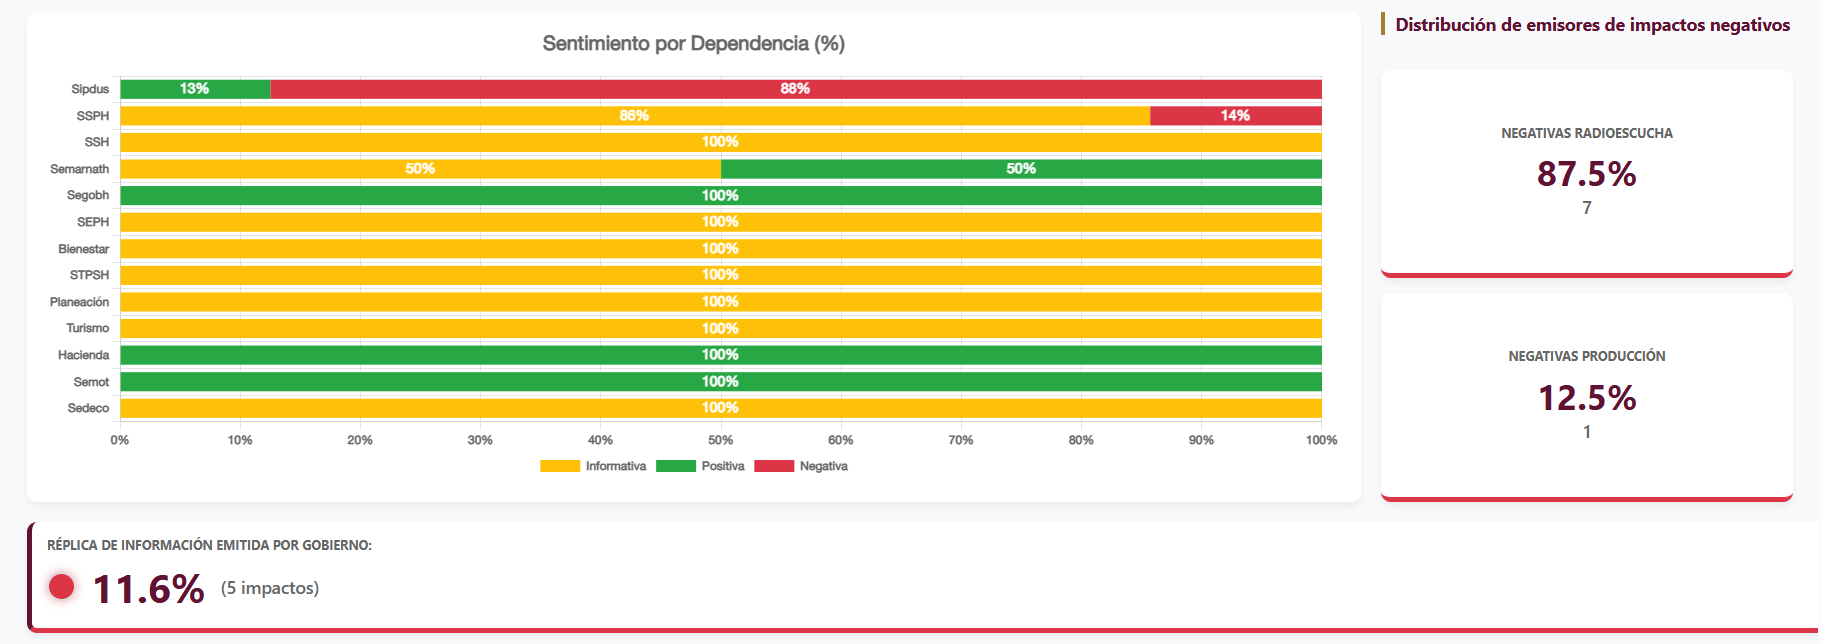 Sentimiento por Dependencia (%)
Sipdus 13% 88%
SSPH 86% 14%
SSH 100%
Semarnath 50% 50%
Segobh 100%
SEPH 100%
Bienestar 100%
STPSH 100%
Planeación 100%
Turismo 100%
Hacienda 100%
Semot 100%
Sedeco 100%
0% 10% 20% 30% 40% 50% 60% 70% 80% 90% 100%
Informativa Positiva Negativa
Distribución de emisores de impactos negativos
NEGATIVAS RADIOESCUCHA
87.5%
7
NEGATIVAS PRODUCCIÓN
12.5%
1
RÉPLICA DE INFORMACIÓN EMITIDA POR GOBIERNO:
11.6% (5 impactos)